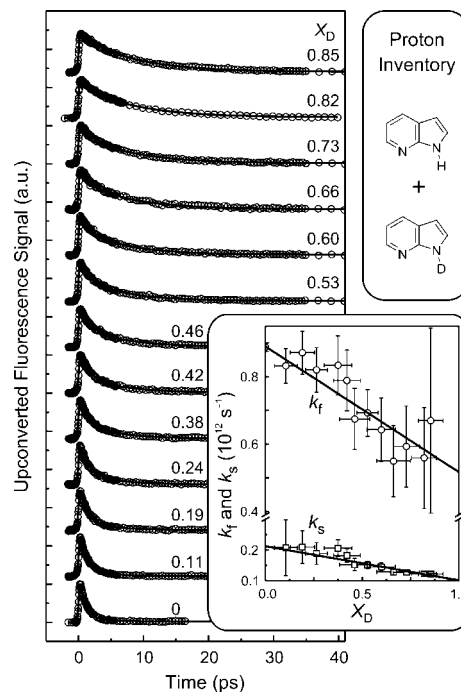 X_D
0.85
0.82
0.73
0.66
0.60
0.53
0.46
0.42
0.38
0.24
0.19
0.11
0
Upconverted Fluorescence Signal (a.u.)
0 10 20 30 40
Time (ps)
Proton
Inventory
N N
H
+
N N
D
k_f and k_s (10^12 s^-1)
0.8
0.6
0.4
0.2
0.1
k_f
k_s
0.0 0.5 1.
X_D